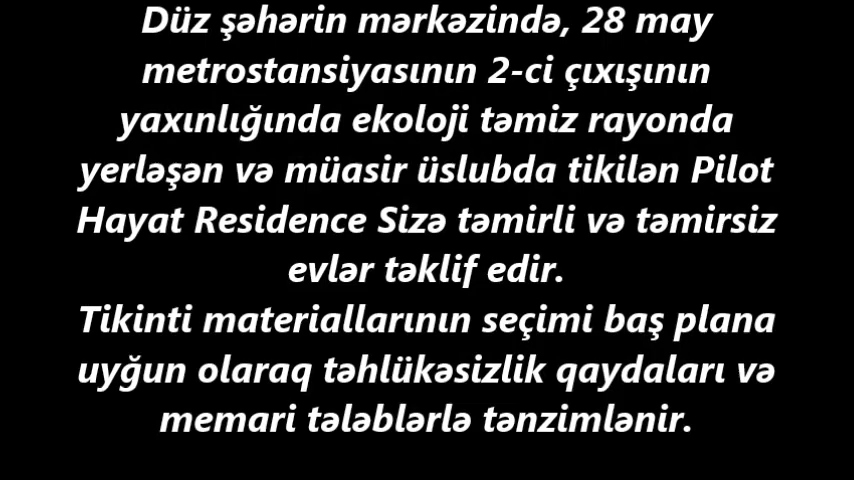 Düz şəhərin mərkəzində, 28 may
metrostansiyasının 2-ci çıxışının
yaxınlığında ekoloji təmiz rayonda
yerləşən və müasir üslubda tikilən Pilot
Hayat Residence Sizə təmirli və təmirsiz
evlər təklif edir.
Tikinti materiallarının seçimi baş plana
uyğun olaraq təhlükəsizlik qaydaları və
memari tələblərlə tənzimlənir.